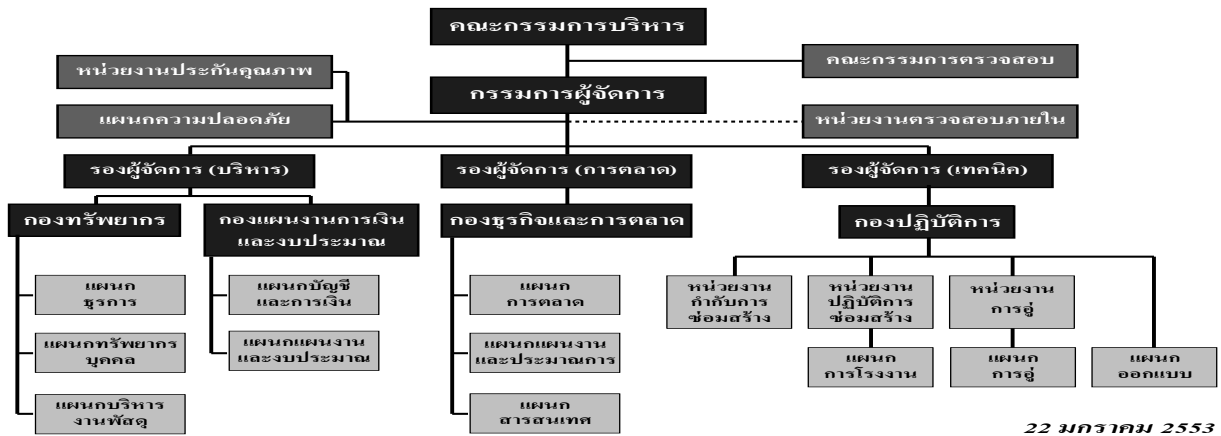 คณะกรรมการบริหาร
หน่วยงานประกันคุณภาพ
คณะกรรมการตรวจสอบ
กรรมการผู้จัดการ
แผนกความปลอดภัย
หน่วยงานตรวจสอบภายใน
รองผู้จัดการ (บริหาร)
รองผู้จัดการ (การตลาด)
รองผู้จัดการ (เทคนิค)
กองทรัพยากร
กองแผนงานการเงิน
และงบประมาณ
กองธุรกิจและการตลาด
กองปฏิบัติการ
แผนก
ธุรการ
แผนกบัญชี
และการเงิน
แผนก
การตลาด
หน่วยงาน
กำกับการ
ซ่อมสร้าง
หน่วยงาน
ปฏิบัติการ
ซ่อมสร้าง
หน่วยงาน
การอู่
แผนกทรัพยากร
บุคคล
แผนกแผนงาน
และงบประมาณ
แผนกแผนงาน
และประมาณการ
แผนก
การโรงงาน
แผนก
การอู่
แผนก
ออกแบบ
แผนกบริหาร
งานพัสดุ
แผนก
สารสนเทศ
22 มกราคม 2553